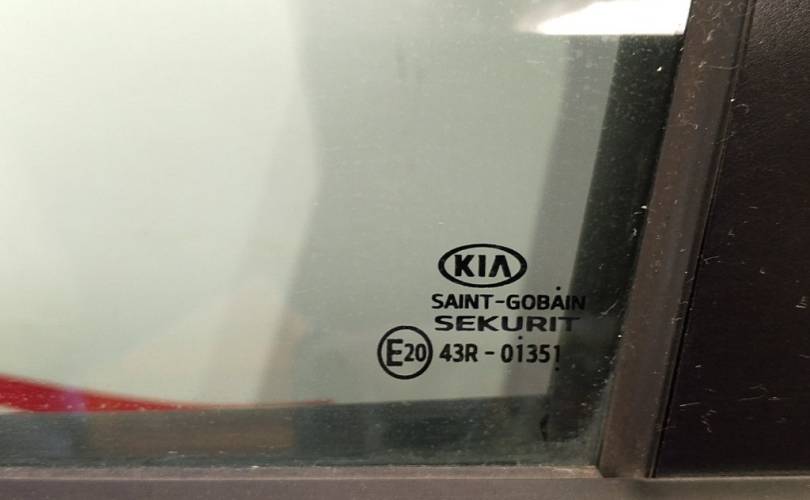 KIA
SAINT-GOBAIN
SEKURIT
E20 43R - 01351